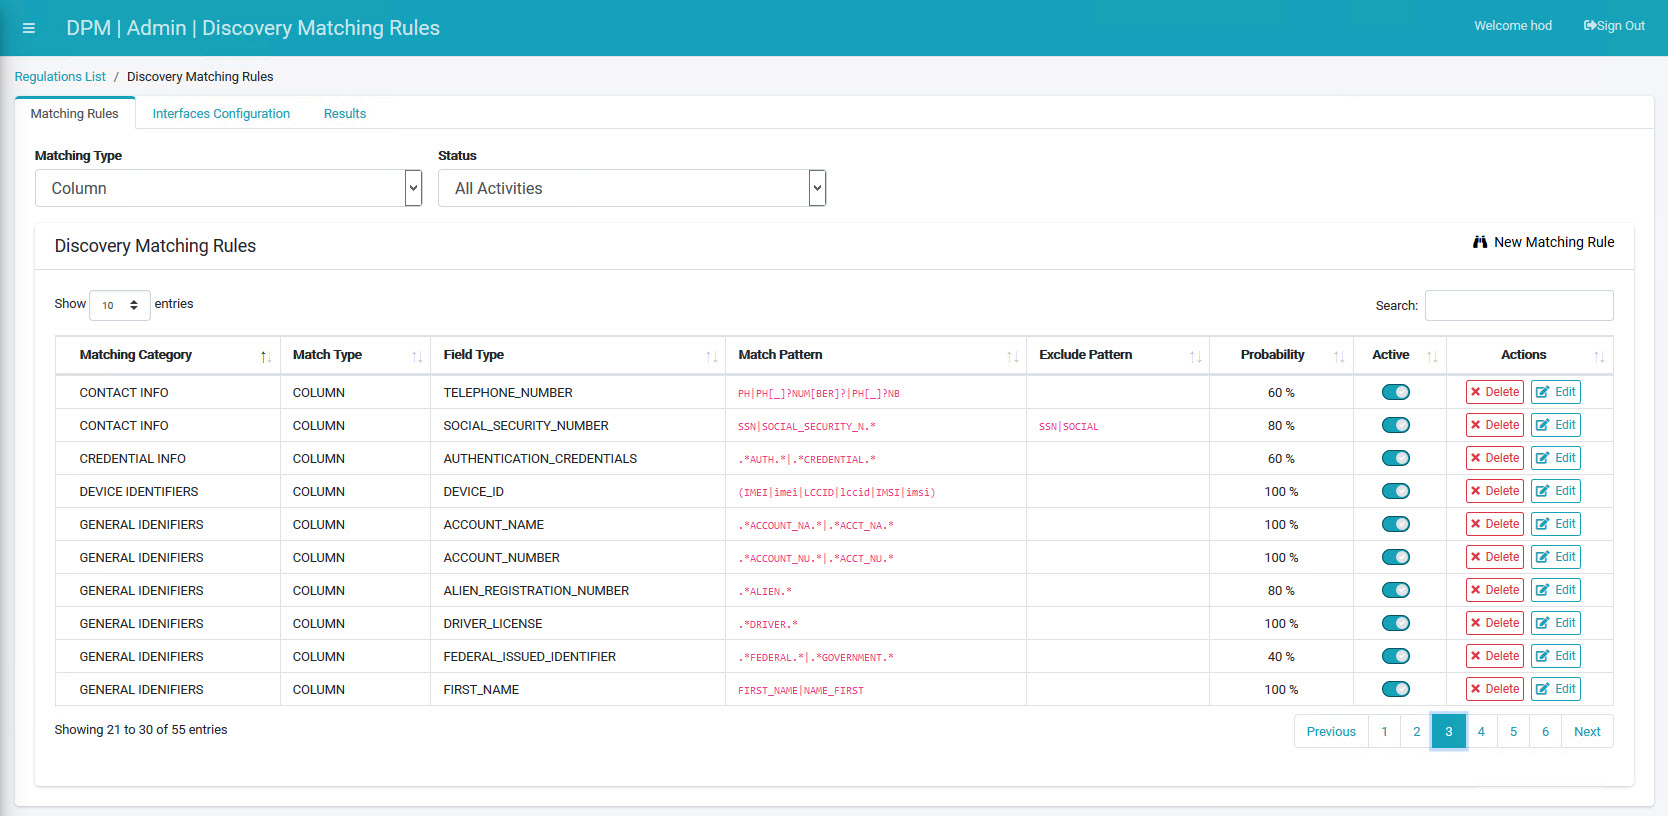 DPM | Admin | Discovery Matching Rules
Welcome hod
Sign Out
Regulations List / Discovery Matching Rules
Matching Rules Interfaces Configuration Results
Matching Type Status
Column All Activities
Discovery Matching Rules
New Matching Rule
Show 10 entries
Search:
Matching Category Match Type Field Type Match Pattern Exclude Pattern Probability Active Actions
CONTACT INFO COLUMN TELEPHONE_NUMBER PH|PH[_]?NUM[BER]?|PH[_]?NB 60 % Delete Edit
CONTACT INFO COLUMN SOCIAL_SECURITY_NUMBER SSN|SOCIAL_SECURITY_N.* SSN|SOCIAL 80 % Delete Edit
CREDENTIAL INFO COLUMN AUTHENTICATION_CREDENTIALS .*AUTH.*|.*CREDENTIAL.* 60 % Delete Edit
DEVICE IDENTIFIERS COLUMN DEVICE_ID (IMEI|imei|LCCID|lccid|IMSI|imsi) 100 % Delete Edit
GENERAL IDENIFIERS COLUMN ACCOUNT_NAME .*ACCOUNT_NA.*|.*ACCT_NA.* 100 % Delete Edit
GENERAL IDENIFIERS COLUMN ACCOUNT_NUMBER .*ACCOUNT_NU.*|.*ACCT_NU.* 100 % Delete Edit
GENERAL IDENIFIERS COLUMN ALIEN_REGISTRATION_NUMBER .*ALIEN.* 80 % Delete Edit
GENERAL IDENIFIERS COLUMN DRIVER_LICENSE .*DRIVER.* 100 % Delete Edit
GENERAL IDENIFIERS COLUMN FEDERAL_ISSUED_IDENTIFIER .*FEDERAL.*|.*GOVERNMENT.* 40 % Delete Edit
GENERAL IDENIFIERS COLUMN FIRST_NAME FIRST_NAME|NAME_FIRST 100 % Delete Edit
Showing 21 to 30 of 55 entries
Previous 1 2 3 4 5 6 Next